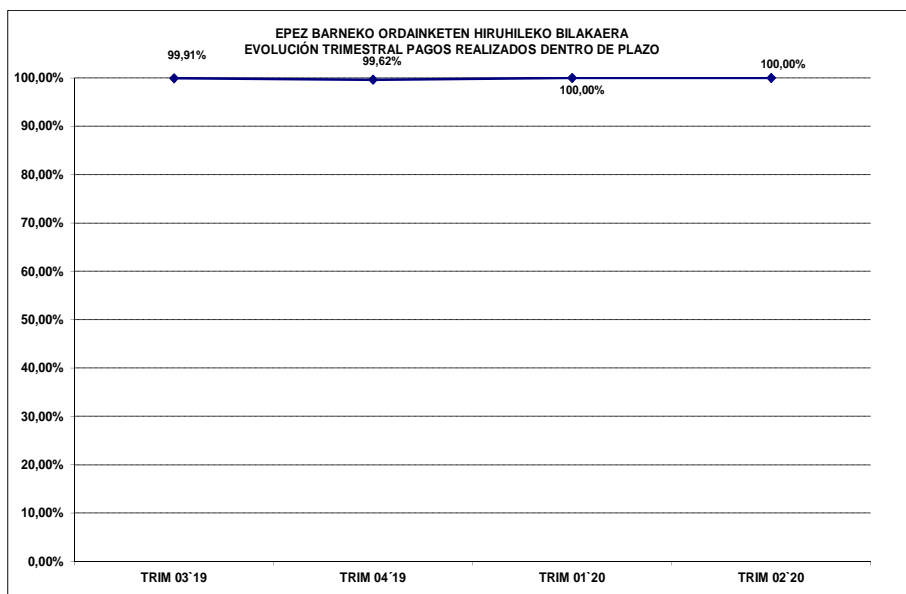 EPEZ BARNEKO ORDAINKETEN HIRUHILEKO BILAKAERA
EVOLUCIÓN TRIMESTRAL PAGOS REALIZADOS DENTRO DE PLAZO
99,91%
99,62%
100,00%
100,00%
100,00%
90,00%
80,00%
70,00%
60,00%
50,00%
40,00%
30,00%
20,00%
10,00%
0,00%
TRIM 03`19
TRIM 04´19
TRIM 01`20
TRIM 02`20